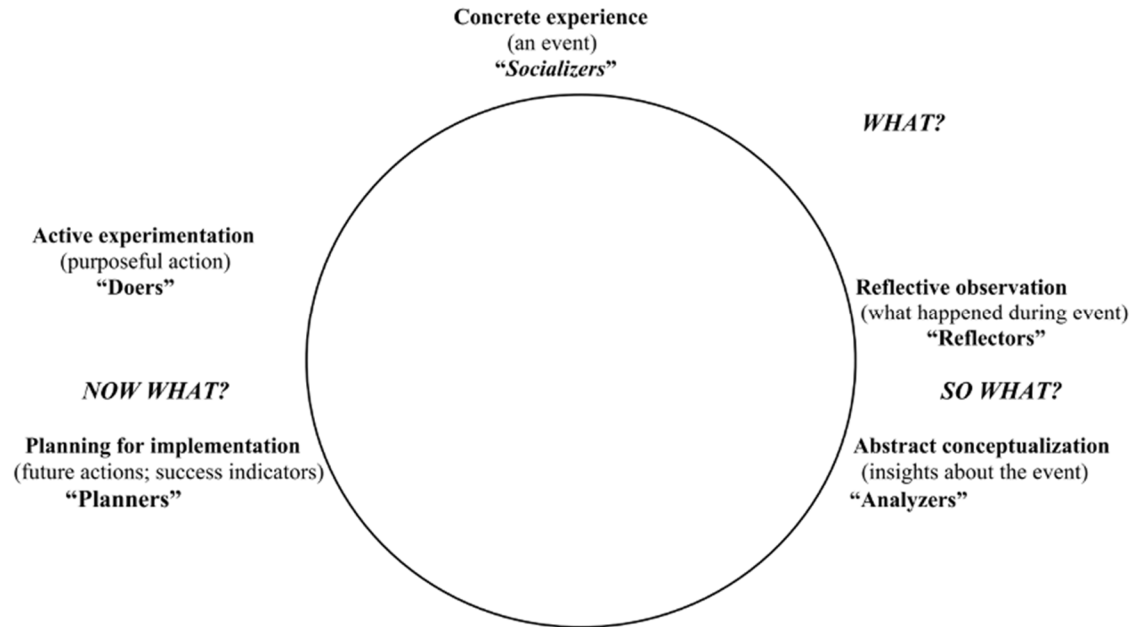 Concrete experience
(an event)
“Socializers”
WHAT?
Active experimentation
(purposeful action)
“Doers”
Reflective observation
(what happened during event)
“Reflectors”
NOW WHAT?
SO WHAT?
Planning for implementation
(future actions; success indicators)
“Planners”
Abstract conceptualization
(insights about the event)
“Analyzers”